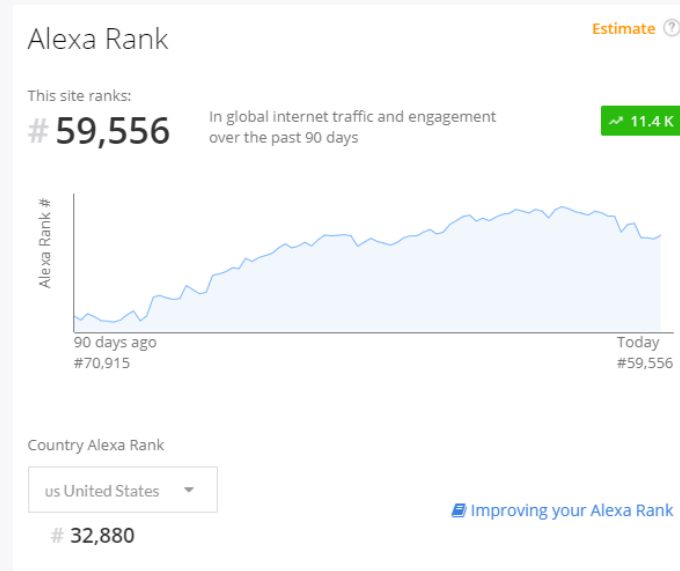 Alexa Rank
Estimate ?
This site ranks:
# 59,556
In global internet traffic and engagement
over the past 90 days
11.4 K
Alexa Rank #
90 days ago
#70,915
Today
#59,556
Country Alexa Rank
us United States
# 32,880
Improving your Alexa Rank